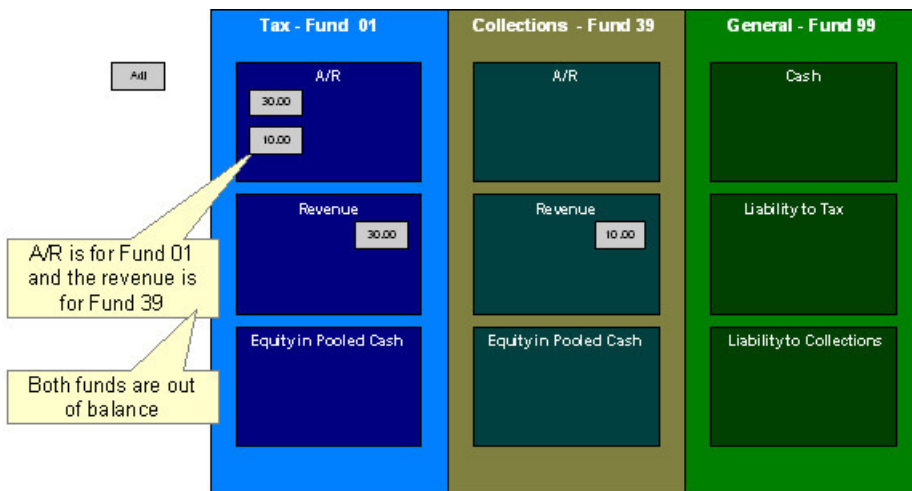 Tax - Fund 01
Collections - Fund 39
General - Fund 99
Adj
A/R
30.00
10.00
A/R
Cash
Revenue
30.00
Revenue
10.00
Liability to Tax
A/R is for Fund 01
and the revenue is
for Fund 39
Equity in Pooled Cash
Equity in Pooled Cash
Liability to Collections
Both funds are out
of balance